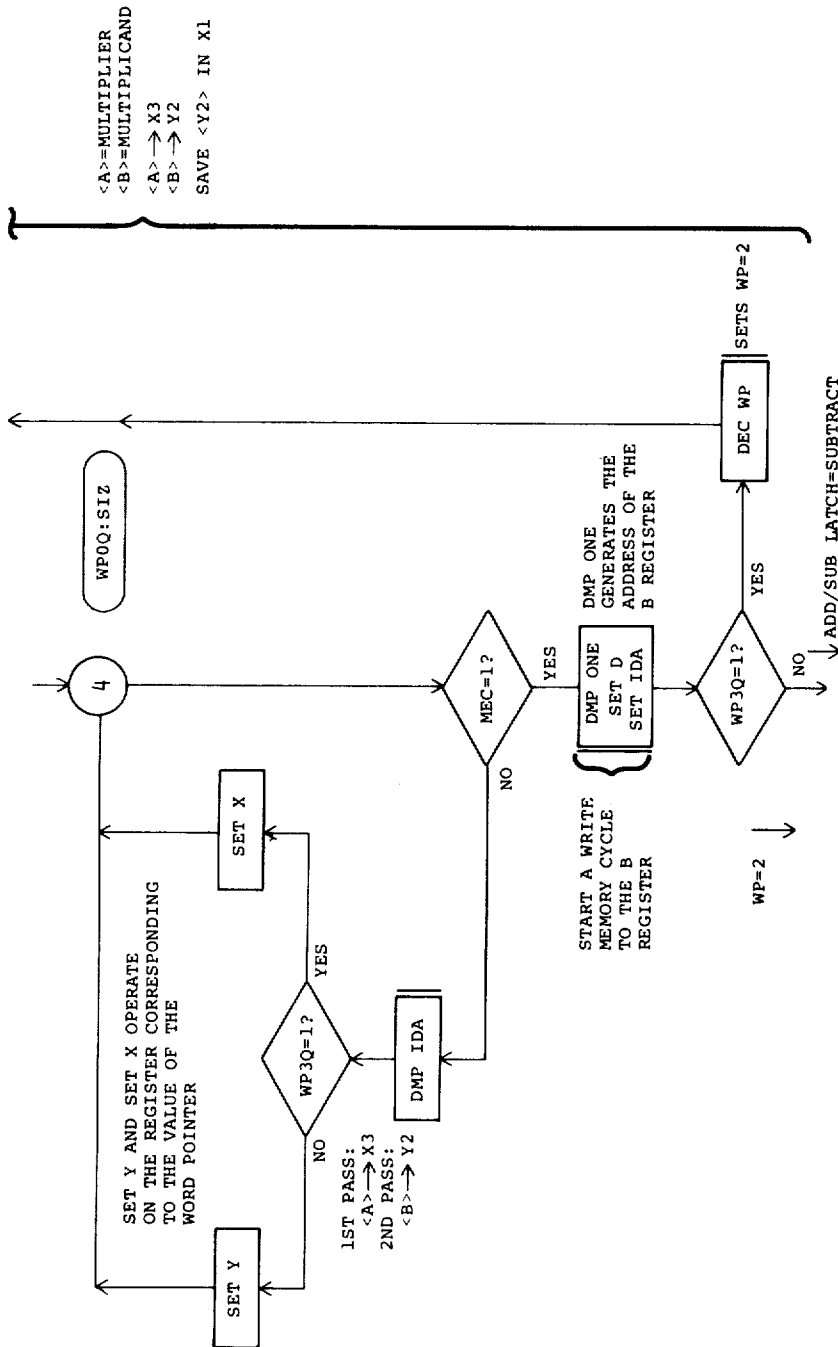 <A>=MULTIPLIER
<B>=MULTIPLICAND
<A>→X3
<B>→Y2
SAVE <Y2> IN X1
WP0Q:SIZ
4
SET Y AND SET X OPERATE
ON THE REGISTER CORRESPONDING
TO THE VALUE OF THE
WORD POINTER
SET Y
SET X
WP3Q=1?
NO
YES
1ST PASS:
<A>→X3
2ND PASS:
<B>→Y2
DMP IDA
MEC=1?
NO
YES
START A WRITE
MEMORY CYCLE
TO THE B
REGISTER
DMP ONE
SET D
SET IDA
DMP ONE
GENERATES THE
ADDRESS OF THE
B REGISTER
WP3Q=1?
YES
NO
DEC WP
SETS WP=2
WP=2
ADD/SUB LATCH=SUBTRACT